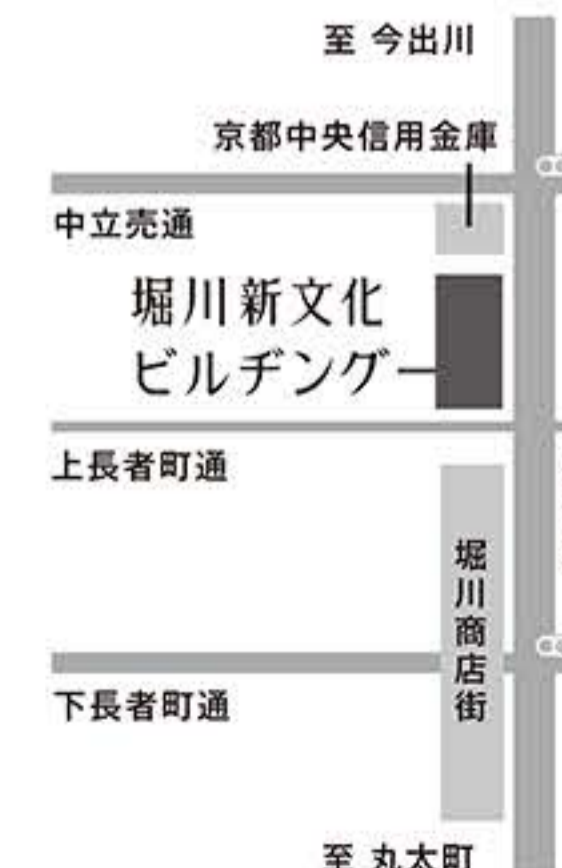 至 今出川
京都中央信用金庫
中立売通
堀川新文化
ビルヂング
上長者町通
堀川商店街
下長者町通
至 丸太町